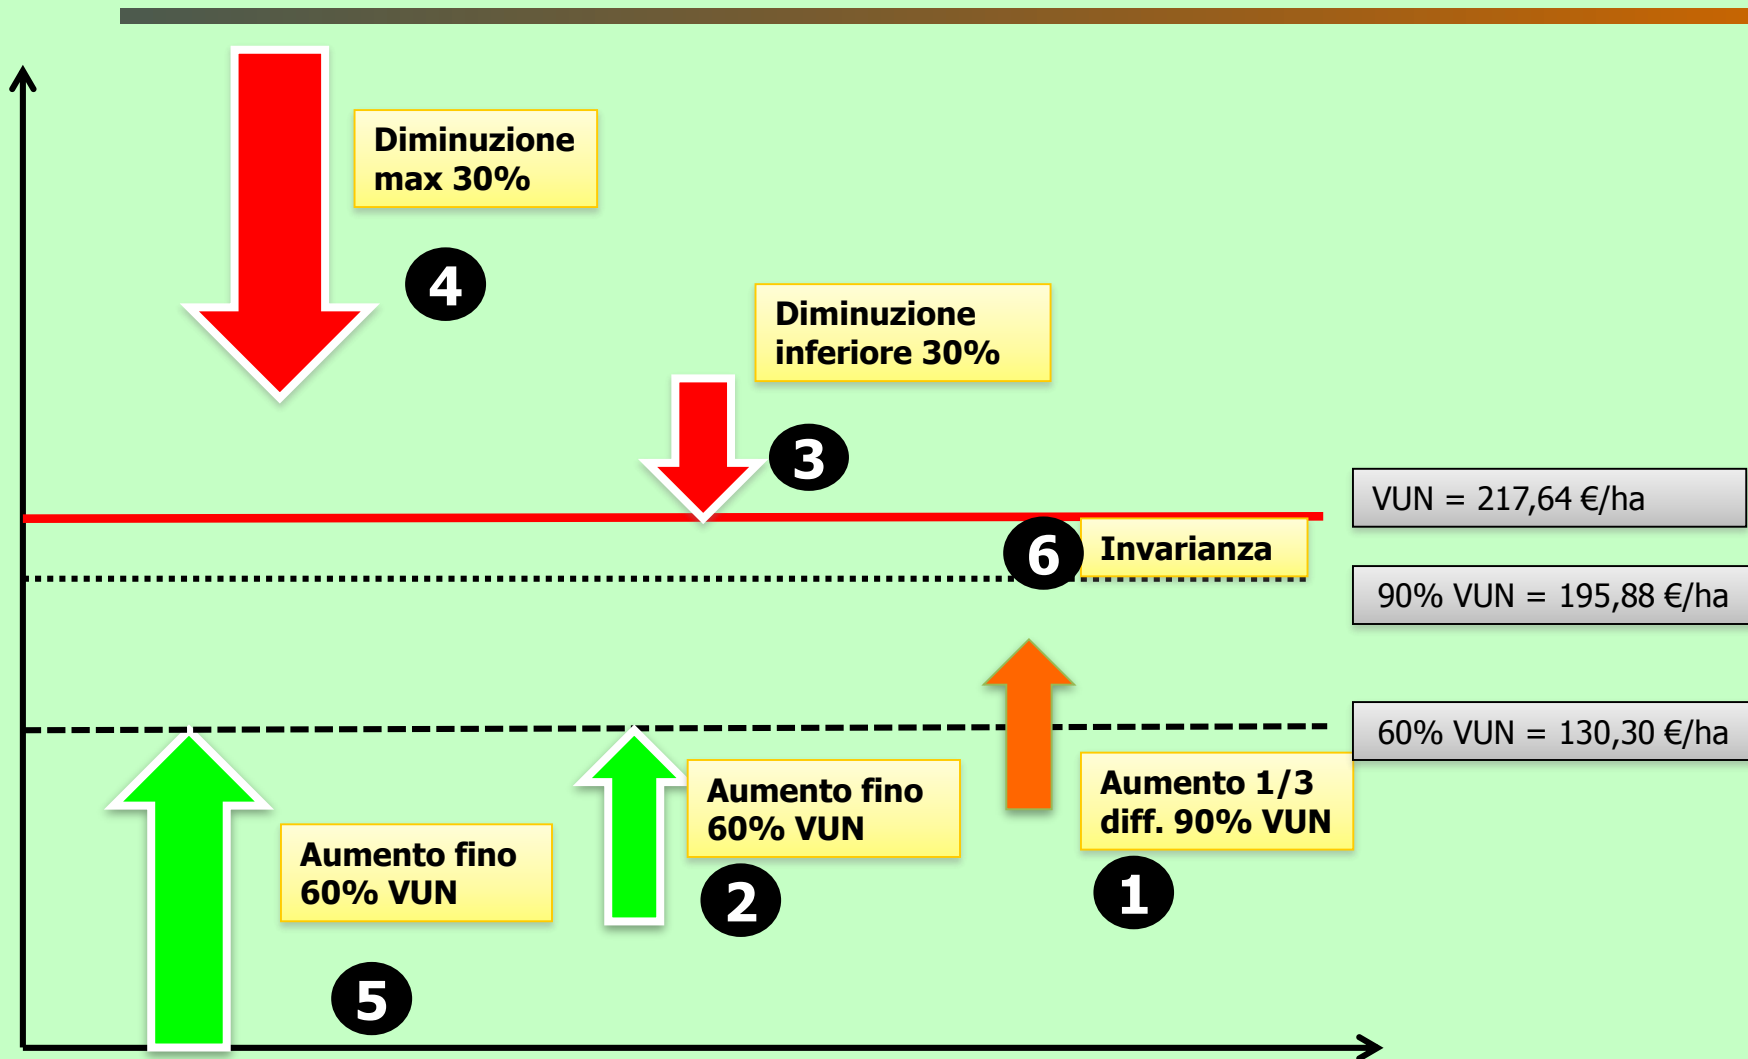 Diminuzione
max 30%
4
Diminuzione
inferiore 30%
3
VUN = 217,64 €/ha
6
Invarianza
90% VUN = 195,88 €/ha
60% VUN = 130,30 €/ha
Aumento 1/3
diff. 90% VUN
1
Aumento fino
60% VUN
2
Aumento fino
60% VUN
5